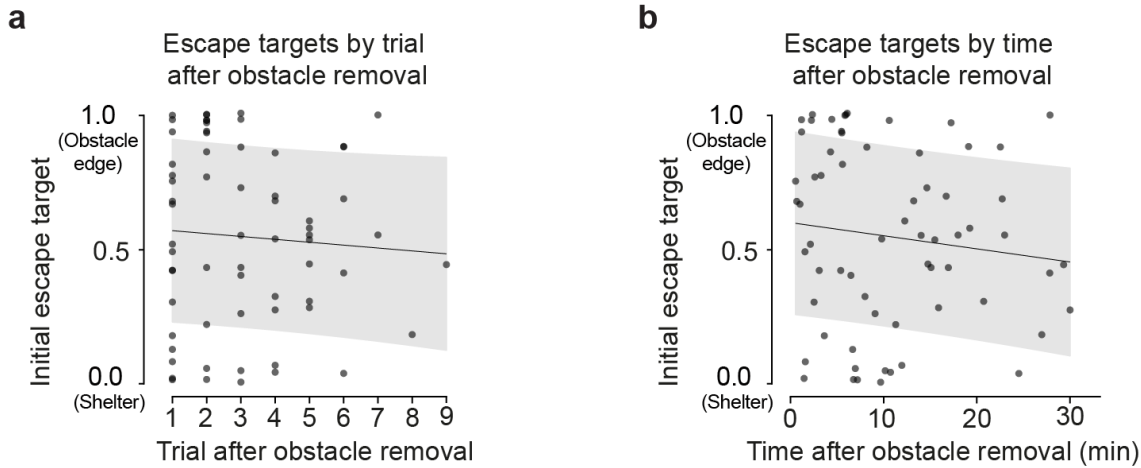 a
Escape targets by trial
after obstacle removal
Initial escape target
1.0
(Obstacle
edge)
0.5
0.0
(Shelter)
1 2 3 4 5 6 7 8 9
Trial after obstacle removal
b
Escape targets by time
after obstacle removal
Initial escape target
1.0
(Obstacle
edge)
0.5
0.0
(Shelter)
0 10 20 30
Time after obstacle removal (min)